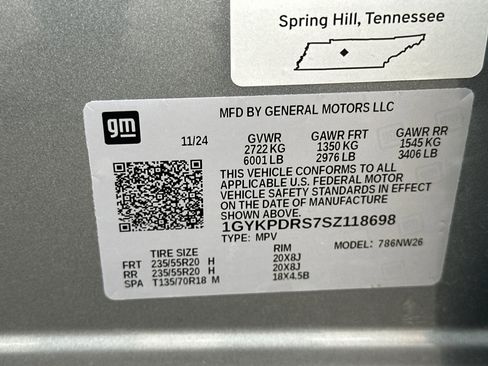 Spring Hill, Tennessee
gm
MFD BY GENERAL MOTORS LLC
11/24 GVWR GAWR FRT GAWR RR
2722 KG 1350 KG 1545 KG
6001 LB 2976 LB 3406 LB
THIS VEHICLE CONFORMS TO ALL
APPLICABLE U.S. FEDERAL MOTOR
VEHICLE SAFETY STANDARDS IN EFFECT
ON THE DATE OF MANUFACTURE
SHOWN ABOVE.
1GYKPDRS7SZ118698
TYPE: MPV MODEL: 786NW26
TIRE SIZE RIM
FRT 235/55R20 H 20X8J
RR 235/55R20 H 20X8J
SPA T135/70R18 M 18X4.5B